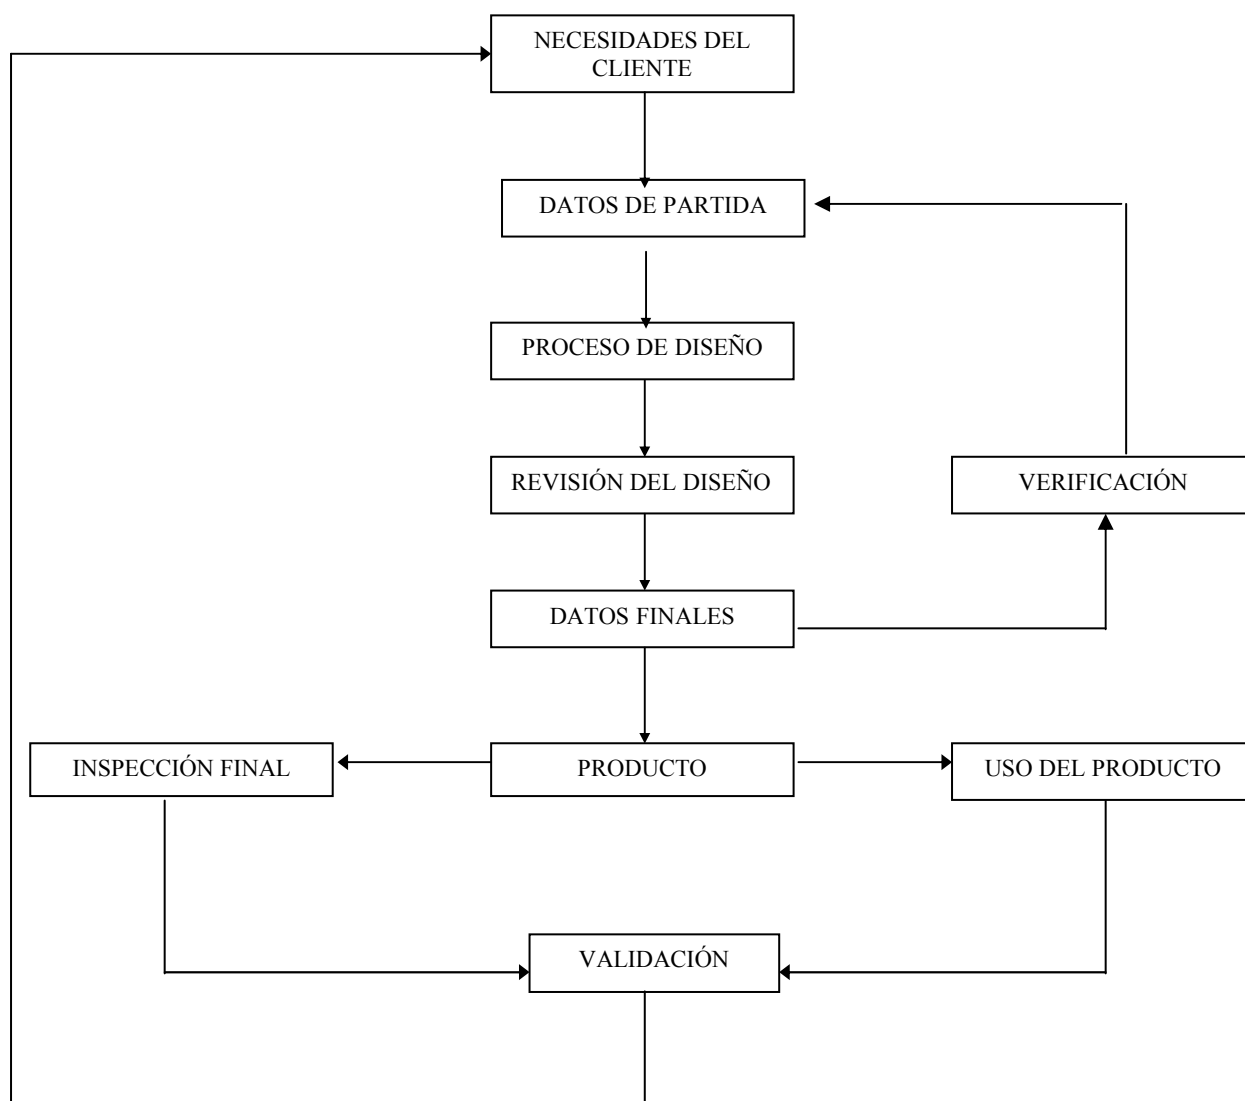 NECESIDADES DEL
CLIENTE
DATOS DE PARTIDA
PROCESO DE DISEÑO
REVISIÓN DEL DISEÑO
VERIFICACIÓN
DATOS FINALES
INSPECCIÓN FINAL
PRODUCTO
USO DEL PRODUCTO
VALIDACIÓN